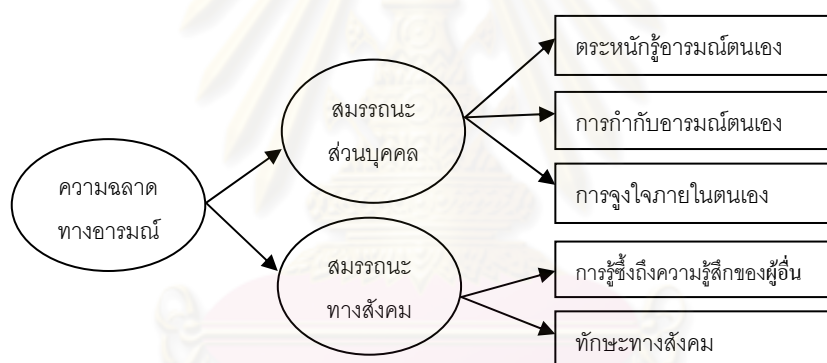 ความฉลาด
ทางอารมณ์
สมรรถนะ
ส่วนบุคคล
สมรรถนะ
ทางสังคม
ตระหนักรู้อารมณ์ตนเอง
การกำกับอารมณ์ตนเอง
การจูงใจภายในตนเอง
การรู้ซึ้งถึงความรู้สึกของผู้อื่น
ทักษะทางสังคม